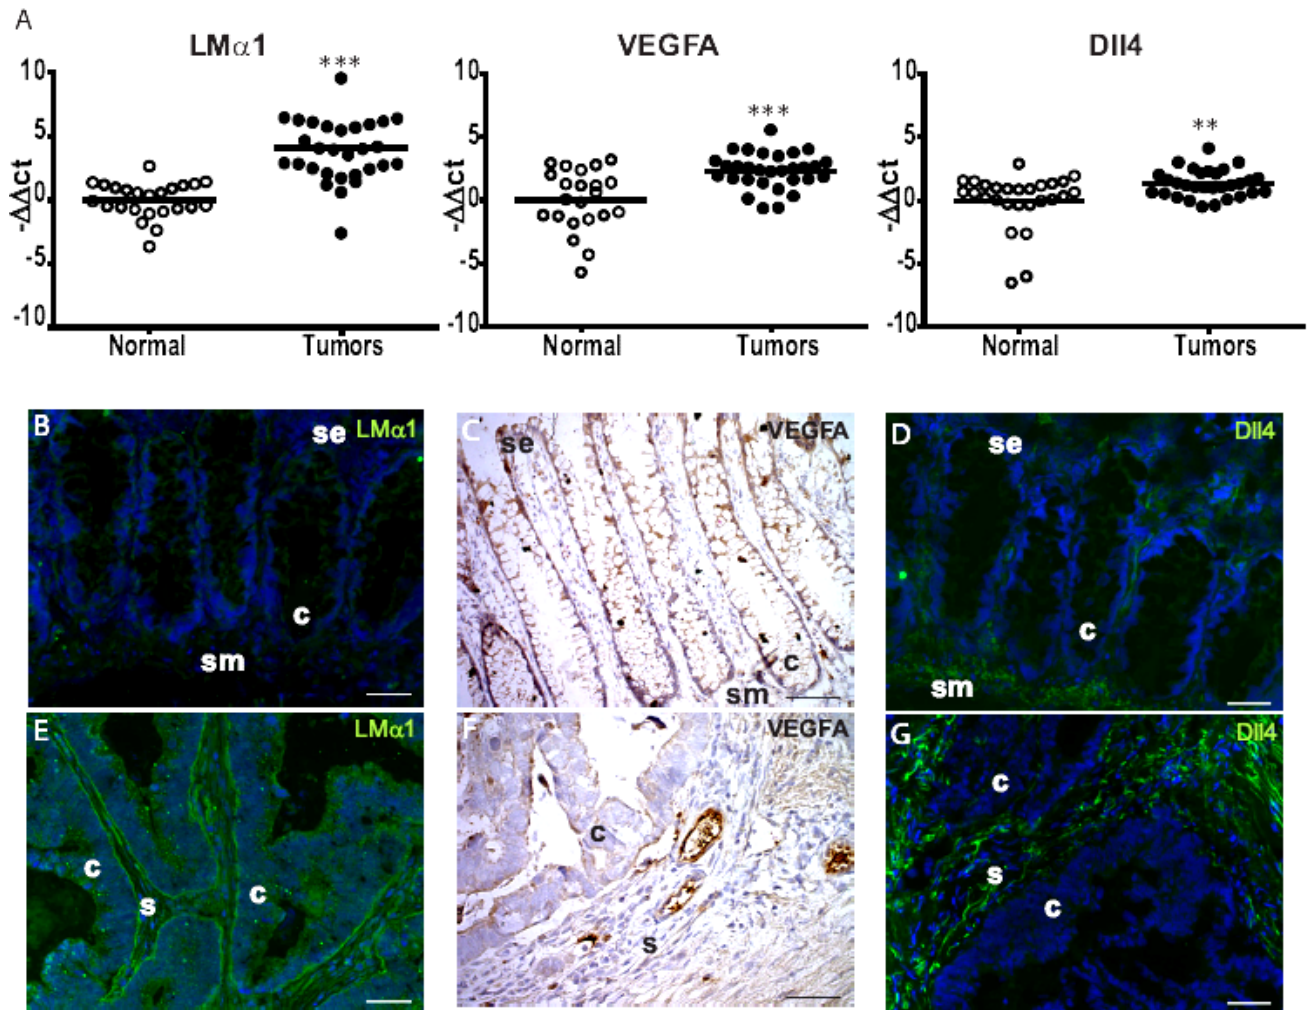 A
LMα1
VEGFA
Dll4
***
***
**
-ΔΔct
10
5
0
-5
-10
Normal
Tumors
-ΔΔct
10
5
0
-5
-10
Normal
Tumors
-ΔΔct
10
5
0
-5
-10
Normal
Tumors
B
se
LMα1
c
sm
C
se
VEGFA
c
sm
D
se
Dll4
c
sm
E
LMα1
c
c
s
F
VEGFA
c
s
G
Dll4
c
s
c